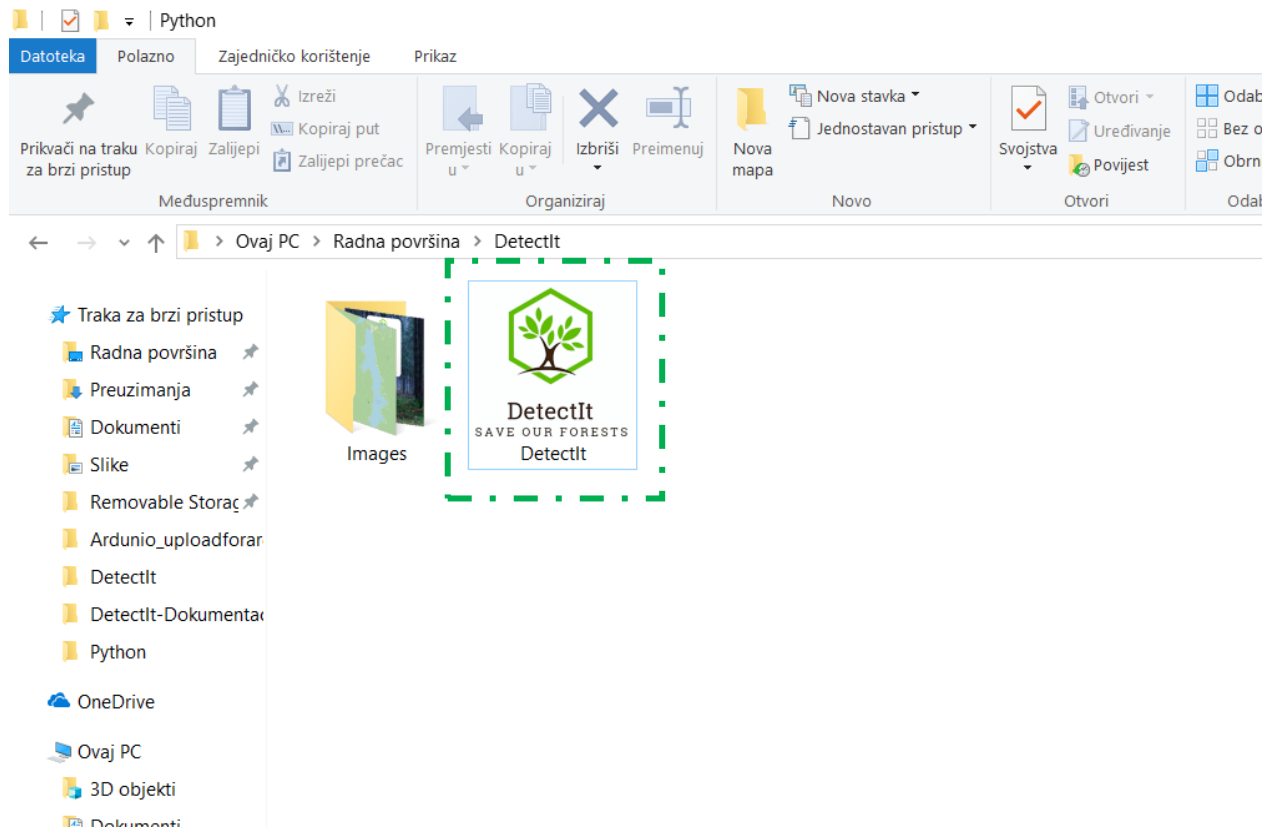 Python
Datoteka Polazno Zajedničko korištenje Prikaz
Prikvači na traku za brzi pristup
Kopiraj
Zalijepi
Izreži
Kopiraj put
Zalijepi prečac
Međuspremnik
Premjesti u
Kopiraj u
Izbriši
Preimenuj
Organiziraj
Nova mapa
Nova stavka
Jednostavan pristup
Novo
Svojstva
Otvori
Uređivanje
Povijest
Otvori
Odab
Bez o
Obrn
Odab
Ovaj PC > Radna površina > DetectIt
Traka za brzi pristup
Radna površina
Preuzimanja
Dokumenti
Slike
Removable Storag
Ardunio_uploadforar
DetectIt
DetectIt-Dokumentac
Python
OneDrive
Ovaj PC
3D objekti
Dokumenti
Images
DetectIt
SAVE OUR FORESTS
DetectIt